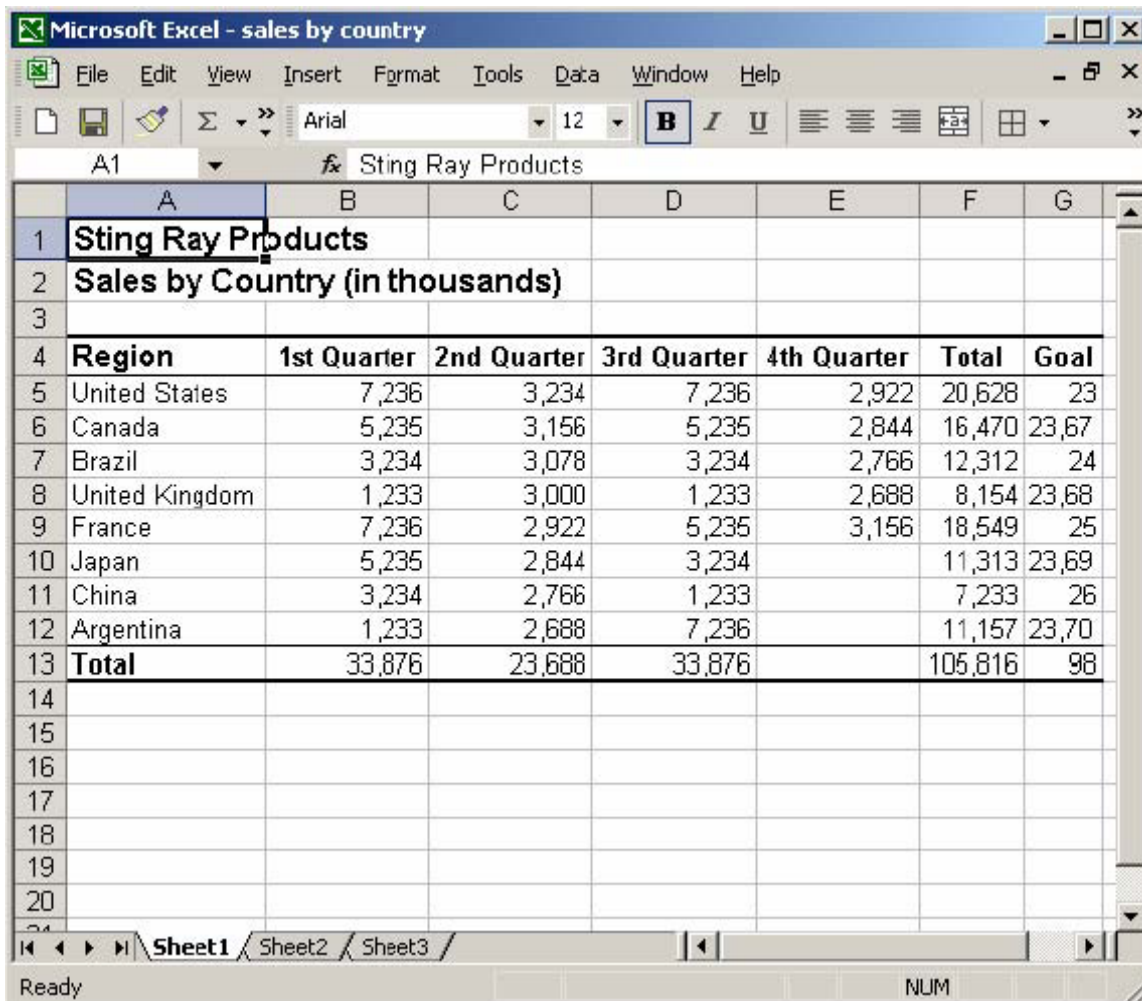 Microsoft Excel - sales by country
File Edit View Insert Format Tools Data Window Help
Σ Arial 12 B I U
A1 fx Sting Ray Products
A B C D E F G
1 Sting Ray Products
2 Sales by Country (in thousands)
3
4 Region 1st Quarter 2nd Quarter 3rd Quarter 4th Quarter Total Goal
5 United States 7,236 3,234 7,236 2,922 20,628 23
6 Canada 5,235 3,156 5,235 2,844 16,470 23,67
7 Brazil 3,234 3,078 3,234 2,766 12,312 24
8 United Kingdom 1,233 3,000 1,233 2,688 8,154 23,68
9 France 7,236 2,922 5,235 3,156 18,549 25
10 Japan 5,235 2,844 3,234 11,313 23,69
11 China 3,234 2,766 1,233 7,233 26
12 Argentina 1,233 2,688 7,236 11,157 23,70
13 Total 33,876 23,688 33,876 105,816 98
14
15
16
17
18
19
20
Sheet1 Sheet2 Sheet3
Ready NUM